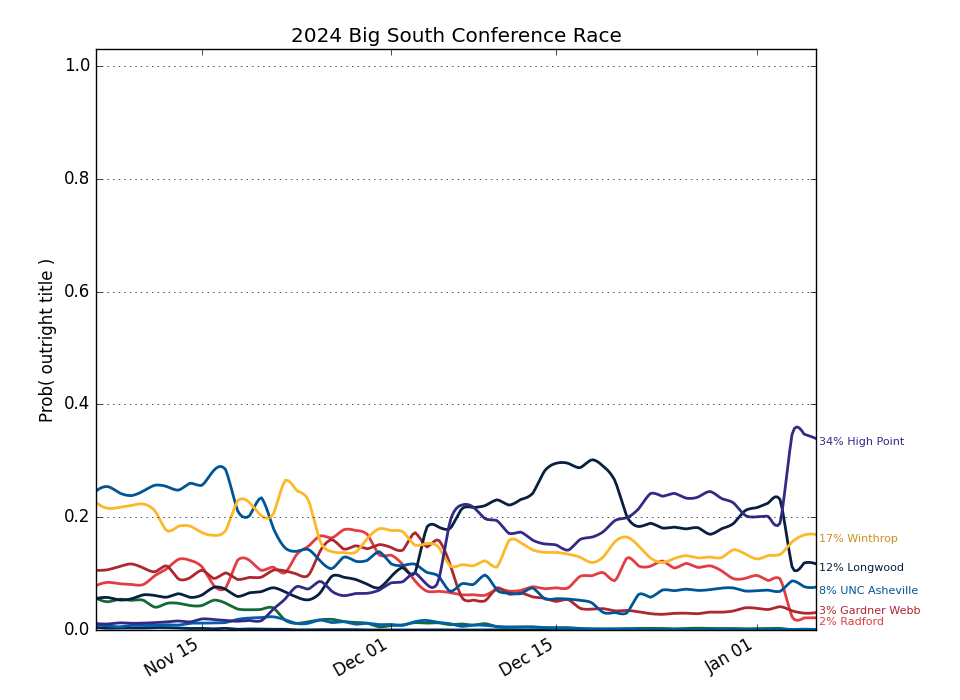 2024 Big South Conference Race
Prob( outright title )
1.0
0.8
0.6
0.4
0.2
0.0
34% High Point
17% Winthrop
12% Longwood
8% UNC Asheville
3% Gardner Webb
2% Radford
Nov 15
Dec 01
Dec 15
Jan 01